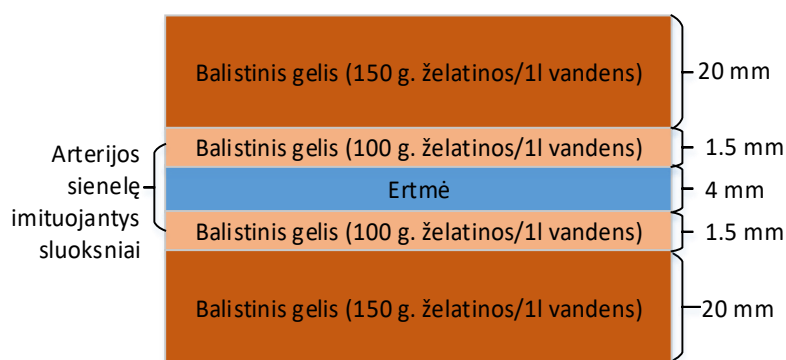 Balistinis gelis (150 g. želatinos/1l vandens)
20 mm
Balistinis gelis (100 g. želatinos/1l vandens)
1.5 mm
Arterijos
sienelę
imituojantys
sluoksniai
Ertmė
4 mm
Balistinis gelis (100 g. želatinos/1l vandens)
1.5 mm
Balistinis gelis (150 g. želatinos/1l vandens)
20 mm